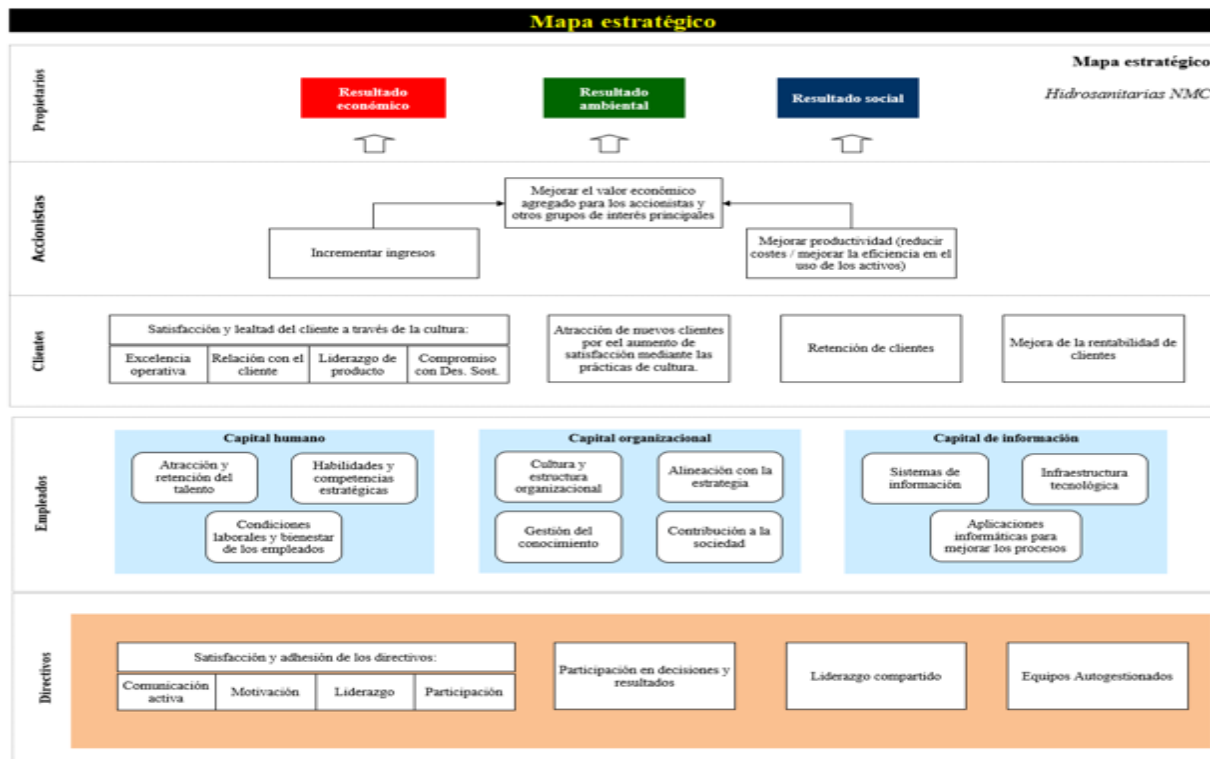 Mapa estratégico
Mapa estratégico
Hidrosanitarias NMC
Propietarios
Resultado
económico
Resultado
ambiental
Resultado social
Accionistas
Mejorar el valor económico
agregado para los accionistas y
otros grupos de interés principales
Incrementar ingresos
Mejorar productividad (reducir
costes / mejorar la eficiencia en el
uso de los activos)
Clientes
Satisfacción y lealtad del cliente a través de la cultura:
Excelencia
operativa
Relación con el
cliente
Liderazgo de
producto
Compromiso
con Des. Sost.
Atracción de nuevos clientes
por eel aumento de
satisfacción mediante las
prácticas de cultura.
Retención de clientes
Mejora de la rentabilidad de
clientes
Empleados
Capital humano
Atracción y
retención del
talento
Habilidades y
competencias
estratégicas
Condiciones
laborales y bienestar
de los empleados
Capital organizacional
Cultura y
estructura
organizacional
Alineación con la
estrategia
Gestión del
conocimiento
Contribución a la
sociedad
Capital de información
Sistemas de
información
Infraestructura
tecnológica
Aplicaciones
informáticas para
mejorar los procesos
Directivos
Satisfacción y adhesión de los directivos:
Comunicación
activa
Motivación
Liderazgo
Participación
Participación en decisiones y
resultados
Liderazgo compartido
Equipos Autogestionados